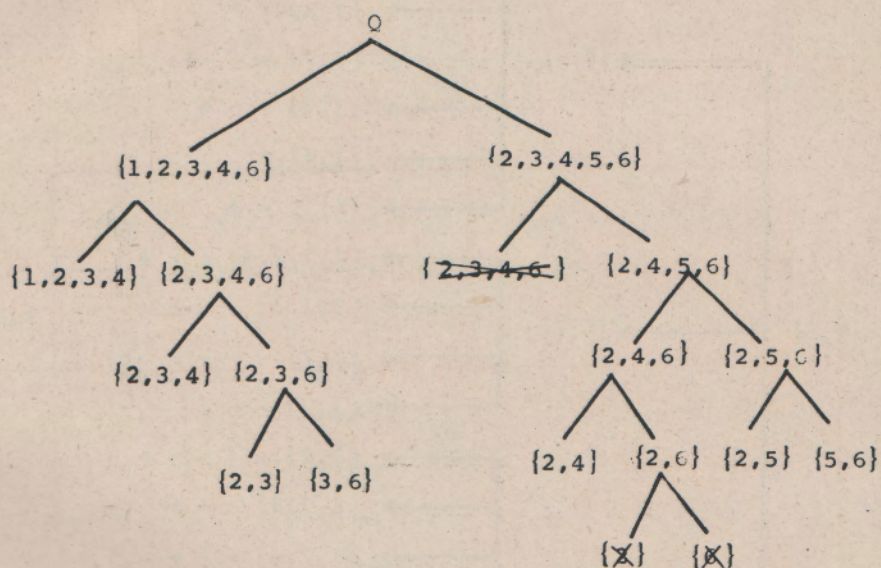 Q
{1,2,3,4,6} {2,3,4,5,6}
{1,2,3,4} {2,3,4,6} {2,3,4,6} {2,4,5,6}
{2,3,4} {2,3,6} {2,4,6} {2,5,6}
{2,3} {3,6} {2,4} {2,6} {2,5} {5,6}
{2} {6}